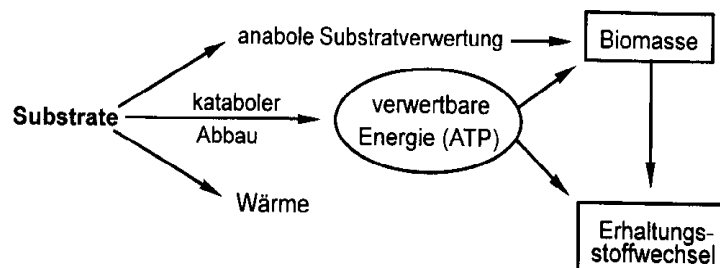 anabole Substratverwertung
Biomasse
Substrate
kataboler
Abbau
verwertbare
Energie (ATP)
Wärme
Erhaltungs-
stoffwechsel